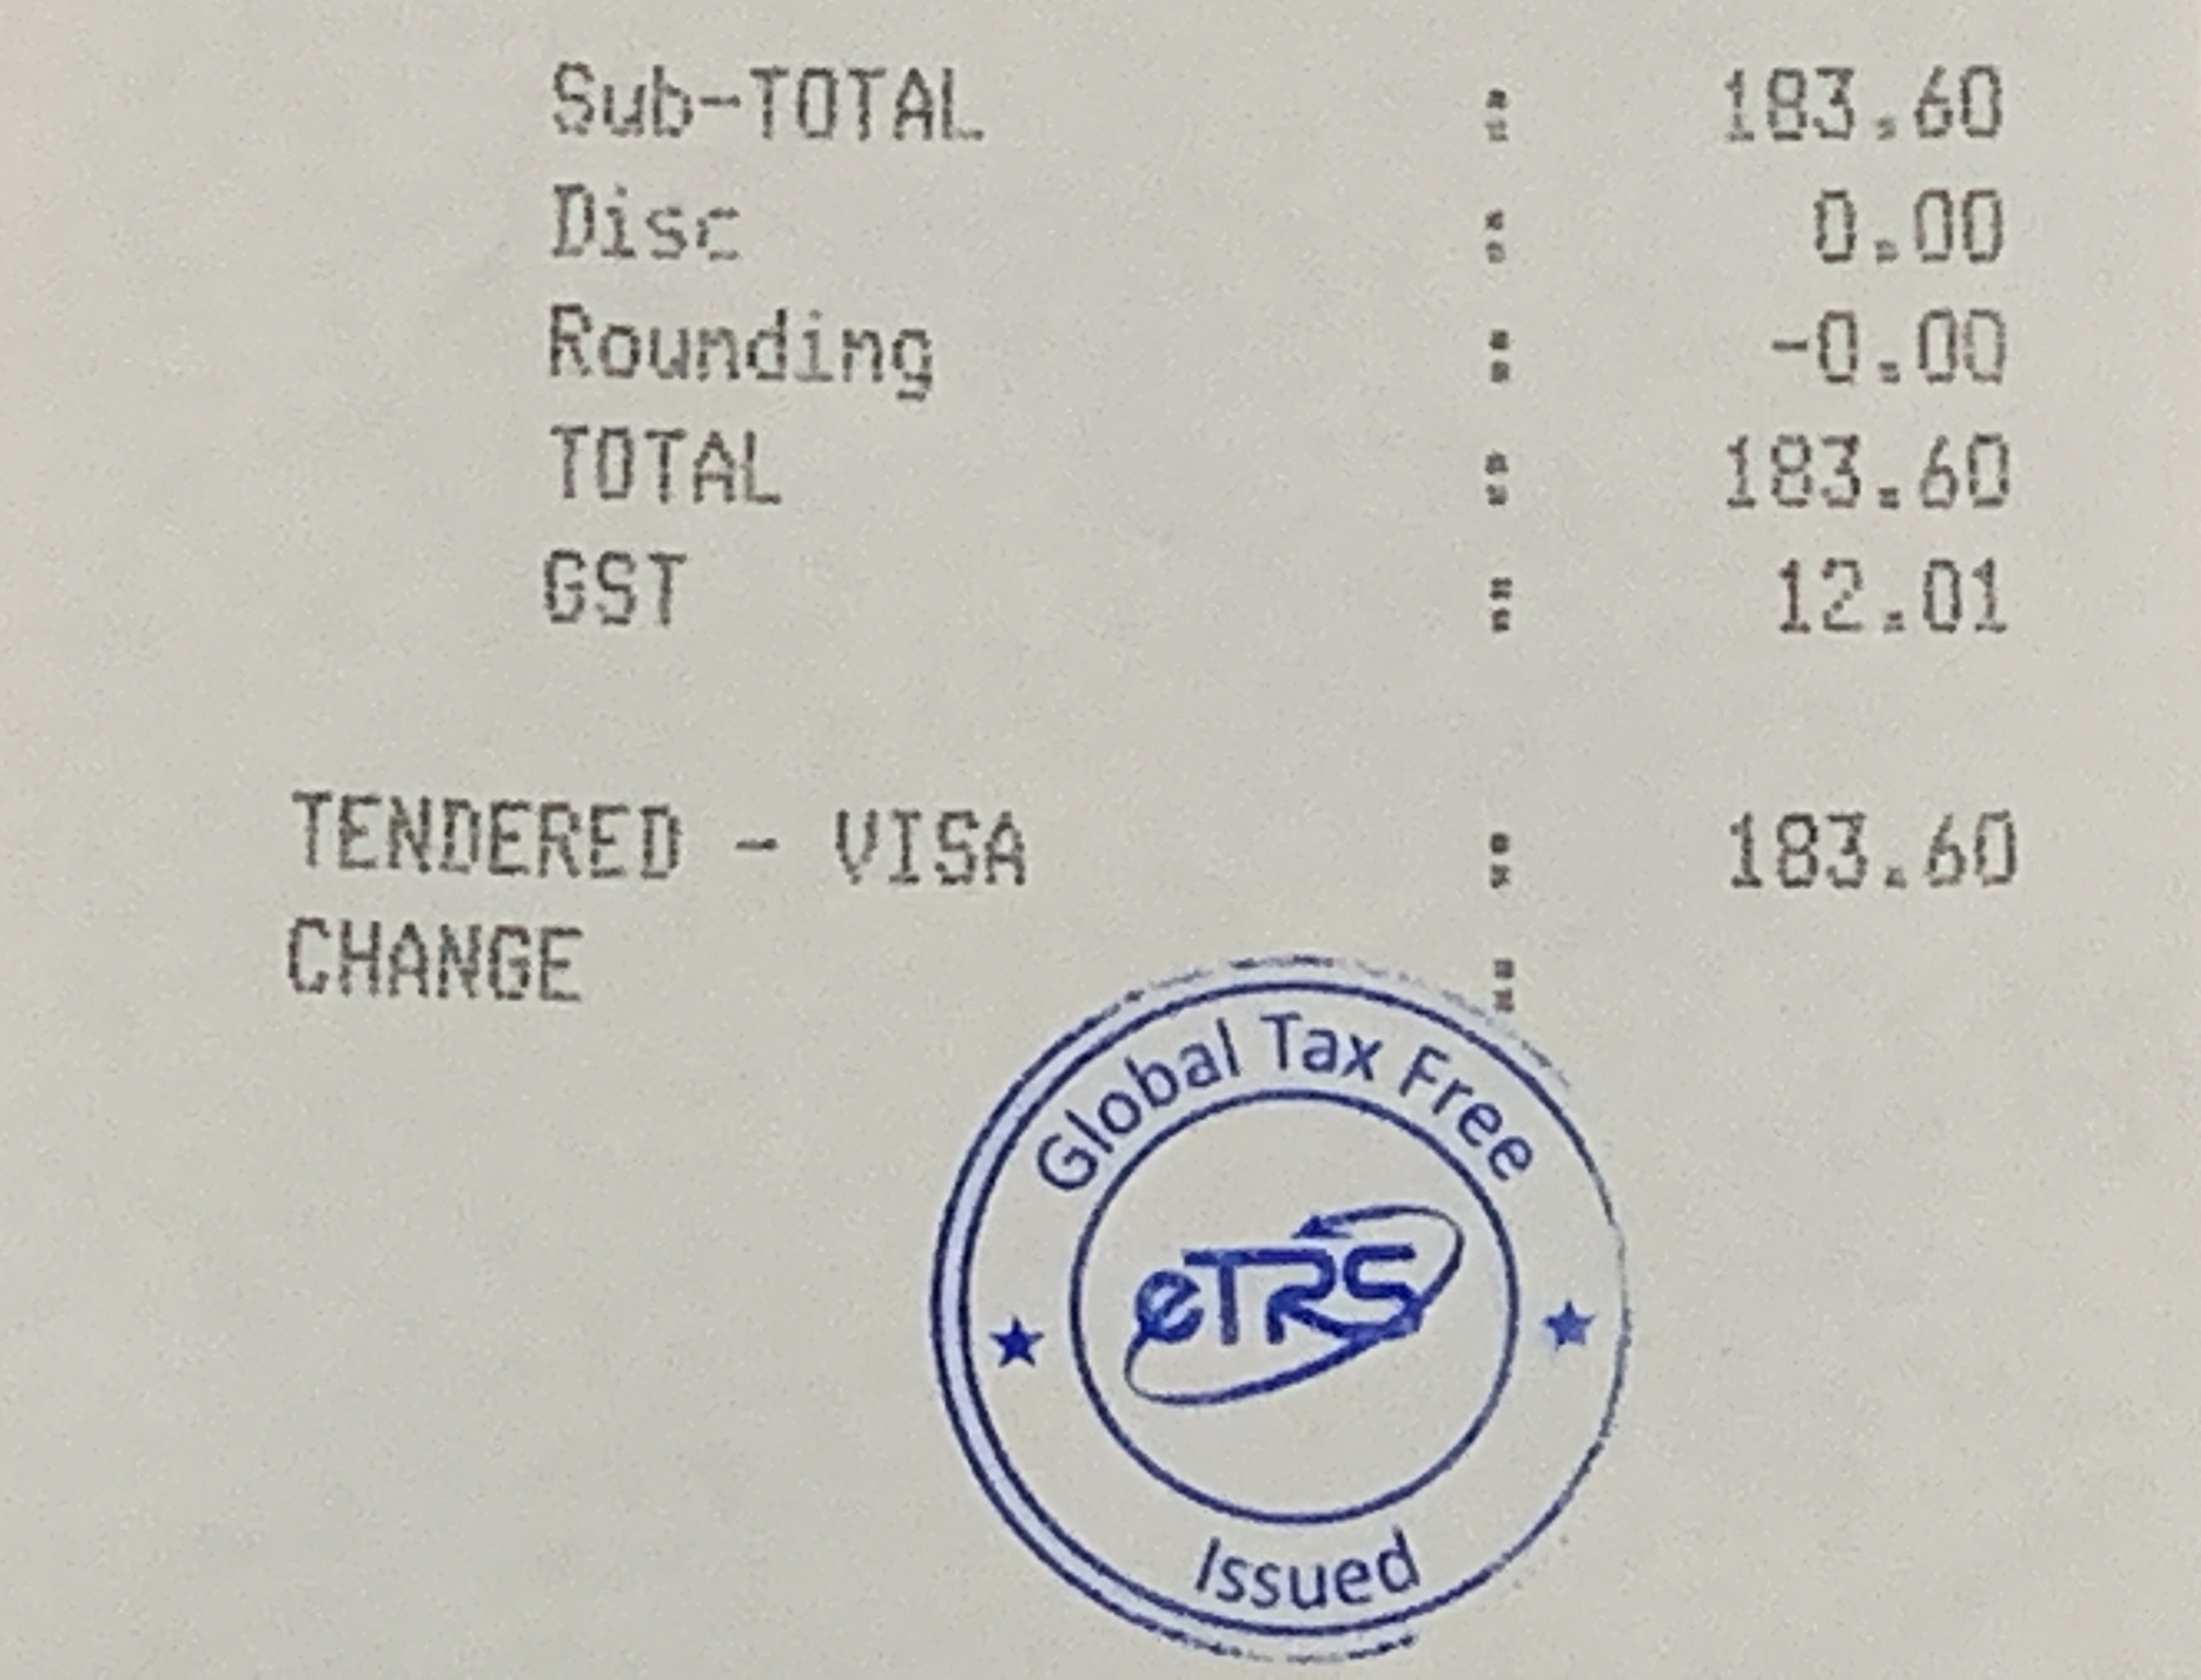 Sub-TOTAL : 183.60
Disc : 0.00
Rounding : -0.00
TOTAL : 183.60
GST : 12.01
TENDERED - VISA : 183.60
CHANGE :
Global Tax Free
eTRS
Issued